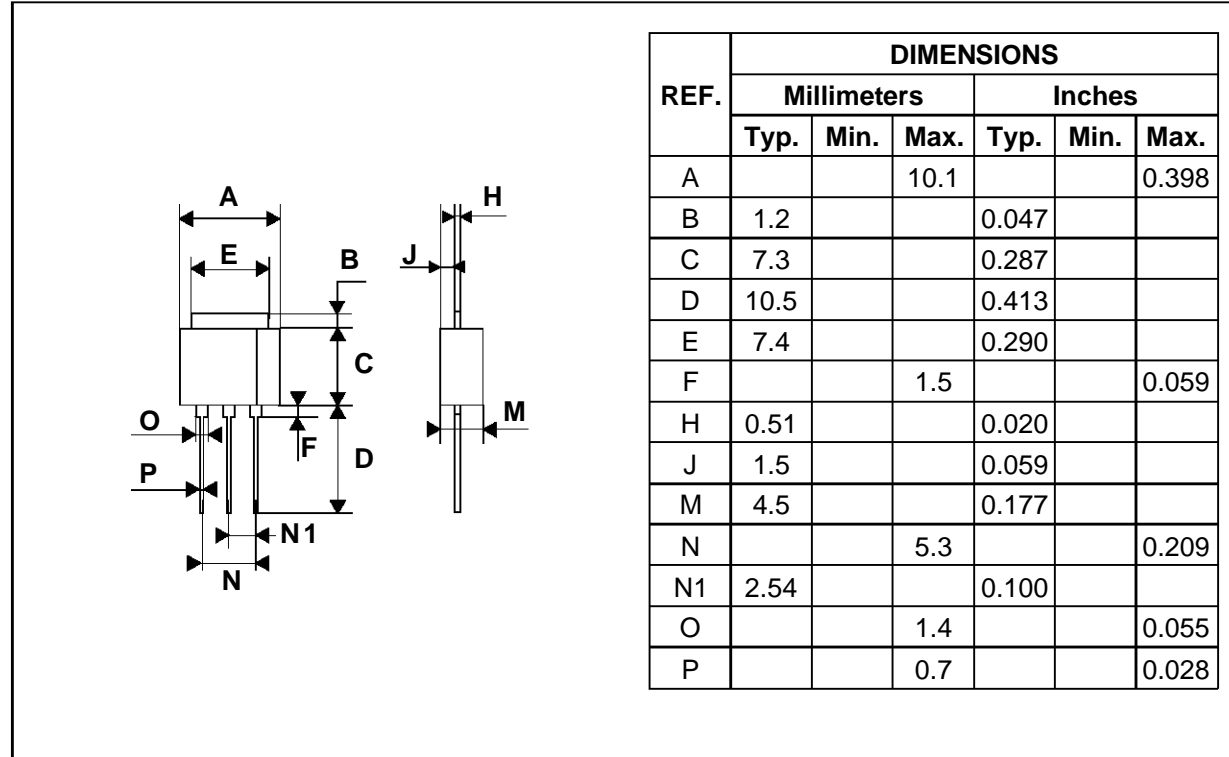 A
H
E
B
J
C
O
M
F
D
P
N1
N
DIMENSIONS
REF. Millimeters Inches
Typ. Min. Max. Typ. Min. Max.
A 10.1 0.398
B 1.2 0.047
C 7.3 0.287
D 10.5 0.413
E 7.4 0.290
F 1.5 0.059
H 0.51 0.020
J 1.5 0.059
M 4.5 0.177
N 5.3 0.209
N1 2.54 0.100
O 1.4 0.055
P 0.7 0.028